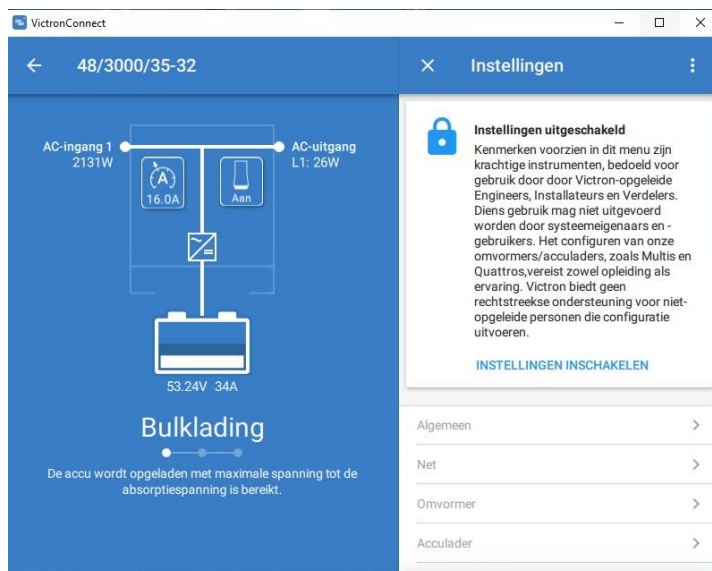 VictronConnect
48/3000/35-32
AC-ingang 1
2131W
AC-uitgang
L1: 26W
A
16.0A
Aan
53.24V 34A
Bulklading
De accu wordt opgeladen met maximale spanning tot de
absorptiespanning is bereikt.
Instellingen
Instellingen uitgeschakeld
Kenmerken voorzien in dit menu zijn
krachtige instrumenten, bedoeld voor
gebruik door door Victron-opgeleide
Engineers, Installateurs en Verdelers.
Diens gebruik mag niet uitgevoerd
worden door systeemeigenaars en -
gebruikers. Het configuren van onze
omvormers/acculaders, zoals Multis en
Quattros,vereist zowel opleiding als
ervaring. Victron biedt geen
rechtstreekse ondersteuning voor niet-
opgeleide personen die configuratie
uitvoeren.
INSTELLINGEN INSCHAKELEN
Algemeen
Net
Omvormer
Acculader